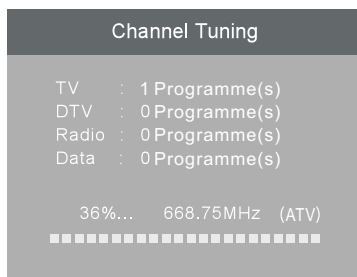 Channel Tuning
TV : 1 Programme(s)
DTV : 0 Programme(s)
Radio : 0 Programme(s)
Data : 0 Programme(s)
36%... 668.75MHz (ATV)